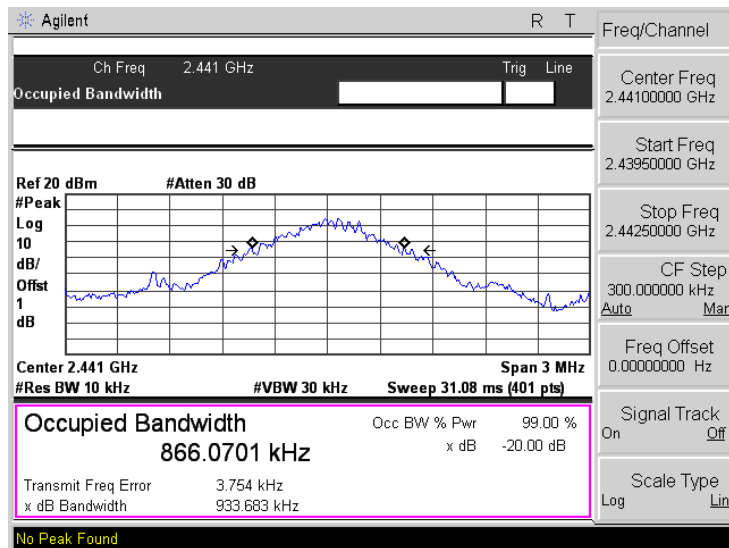 Agilent R T
Ch Freq 2.441 GHz Trig Line
Occupied Bandwidth
Ref 20 dBm #Atten 30 dB
#Peak
Log
10
dB/
Offst
1
dB
Center 2.441 GHz Span 3 MHz
#Res BW 10 kHz #VBW 30 kHz Sweep 31.08 ms (401 pts)
Occupied Bandwidth Occ BW % Pwr 99.00 %
866.0701 kHz x dB -20.00 dB
Transmit Freq Error 3.754 kHz
x dB Bandwidth 933.683 kHz
No Peak Found
Freq/Channel
Center Freq
2.44100000 GHz
Start Freq
2.43950000 GHz
Stop Freq
2.44250000 GHz
CF Step
300.000000 kHz
Auto Man
Freq Offset
0.00000000 Hz
Signal Track
On Off
Scale Type
Log Lin